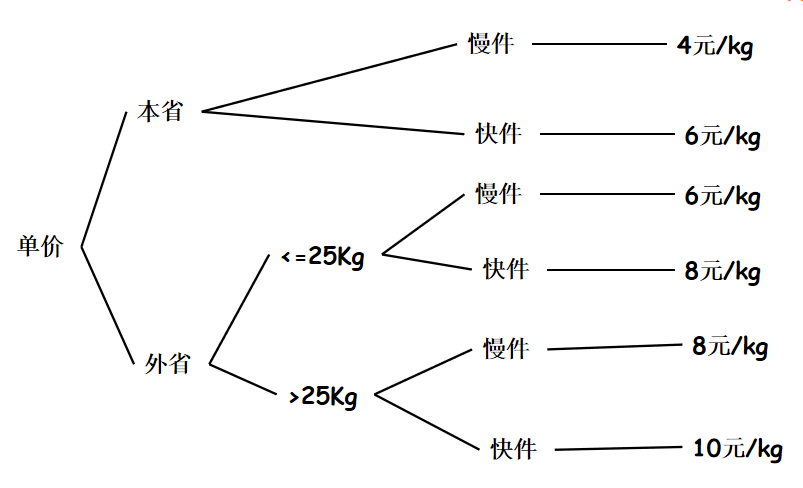 慢件 4元/kg
本省
快件 6元/kg
慢件 6元/kg
单价
<=25Kg
快件 8元/kg
慢件 8元/kg
外省
>25Kg
快件 10元/kg